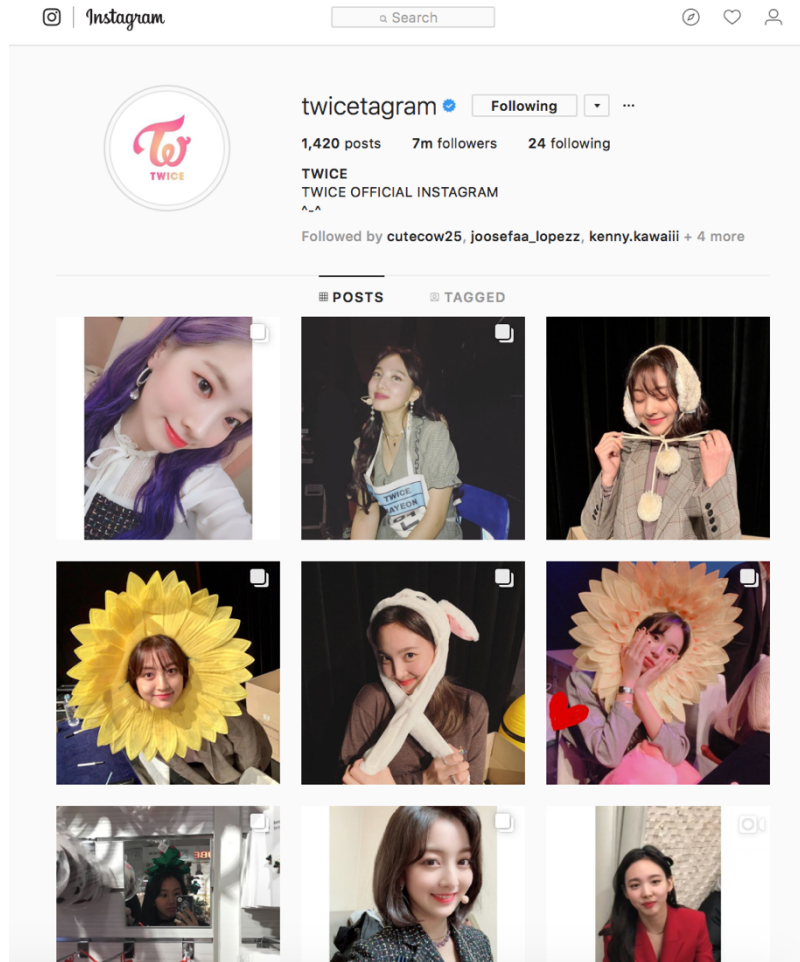 Instagram
Search
twicetagram
Following
...
1,420 posts 7m followers 24 following
TWICE
TWICE OFFICIAL INSTAGRAM
^-^
Followed by cutecow25, joosefaa_lopezz, kenny.kawaiii + 4 more
POSTS TAGGED
TWICE
TWICE